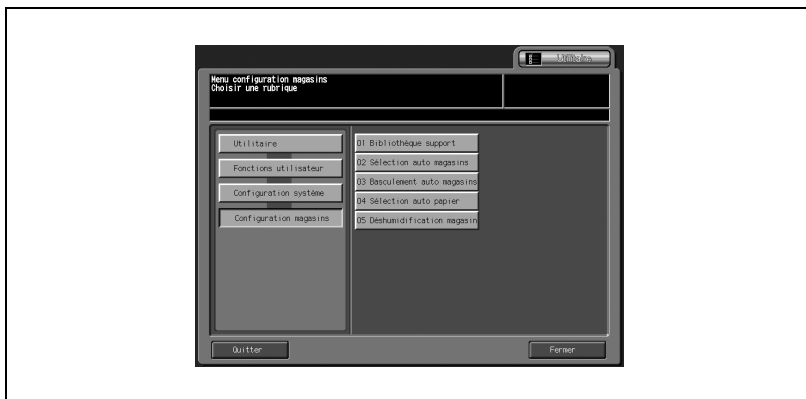 Utilitaire
Menu configuration magasins
Choisir une rubrique
Utilitaire
Fonctions utilisateur
Configuration système
Configuration magasins
01 Bibliothèque support
02 Sélection auto magasins
03 Basculement auto magasins
04 Sélection auto papier
05 Déshumidification magasin
Quitter
Fermer